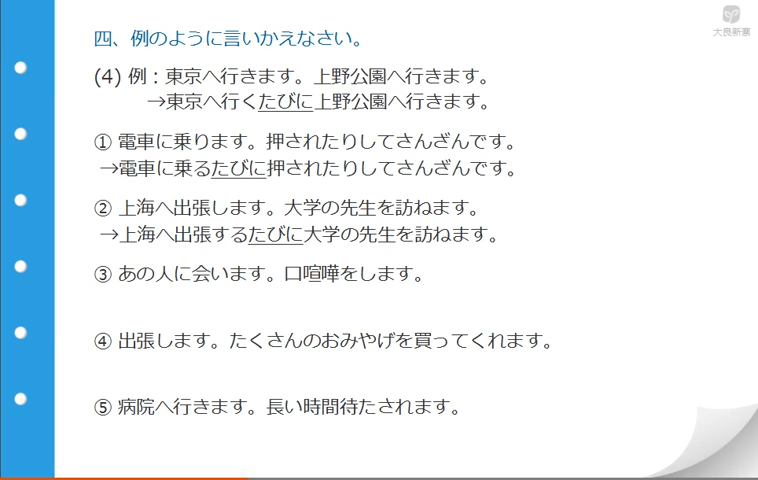 大良新寨
四、例のように言いかえなさい。
(4) 例：東京へ行きます。上野公園へ行きます。
→東京へ行くたびに上野公園へ行きます。
① 電車に乗ります。押されたりしてさんざんです。
→電車に乗るたびに押されたりしてさんざんです。
② 上海へ出張します。大学の先生を訪ねます。
→上海へ出張するたびに大学の先生を訪ねます。
③ あの人に会います。口喧嘩をします。
④ 出張します。たくさんのおみやげを買ってくれます。
⑤ 病院へ行きます。長い時間待たされます。